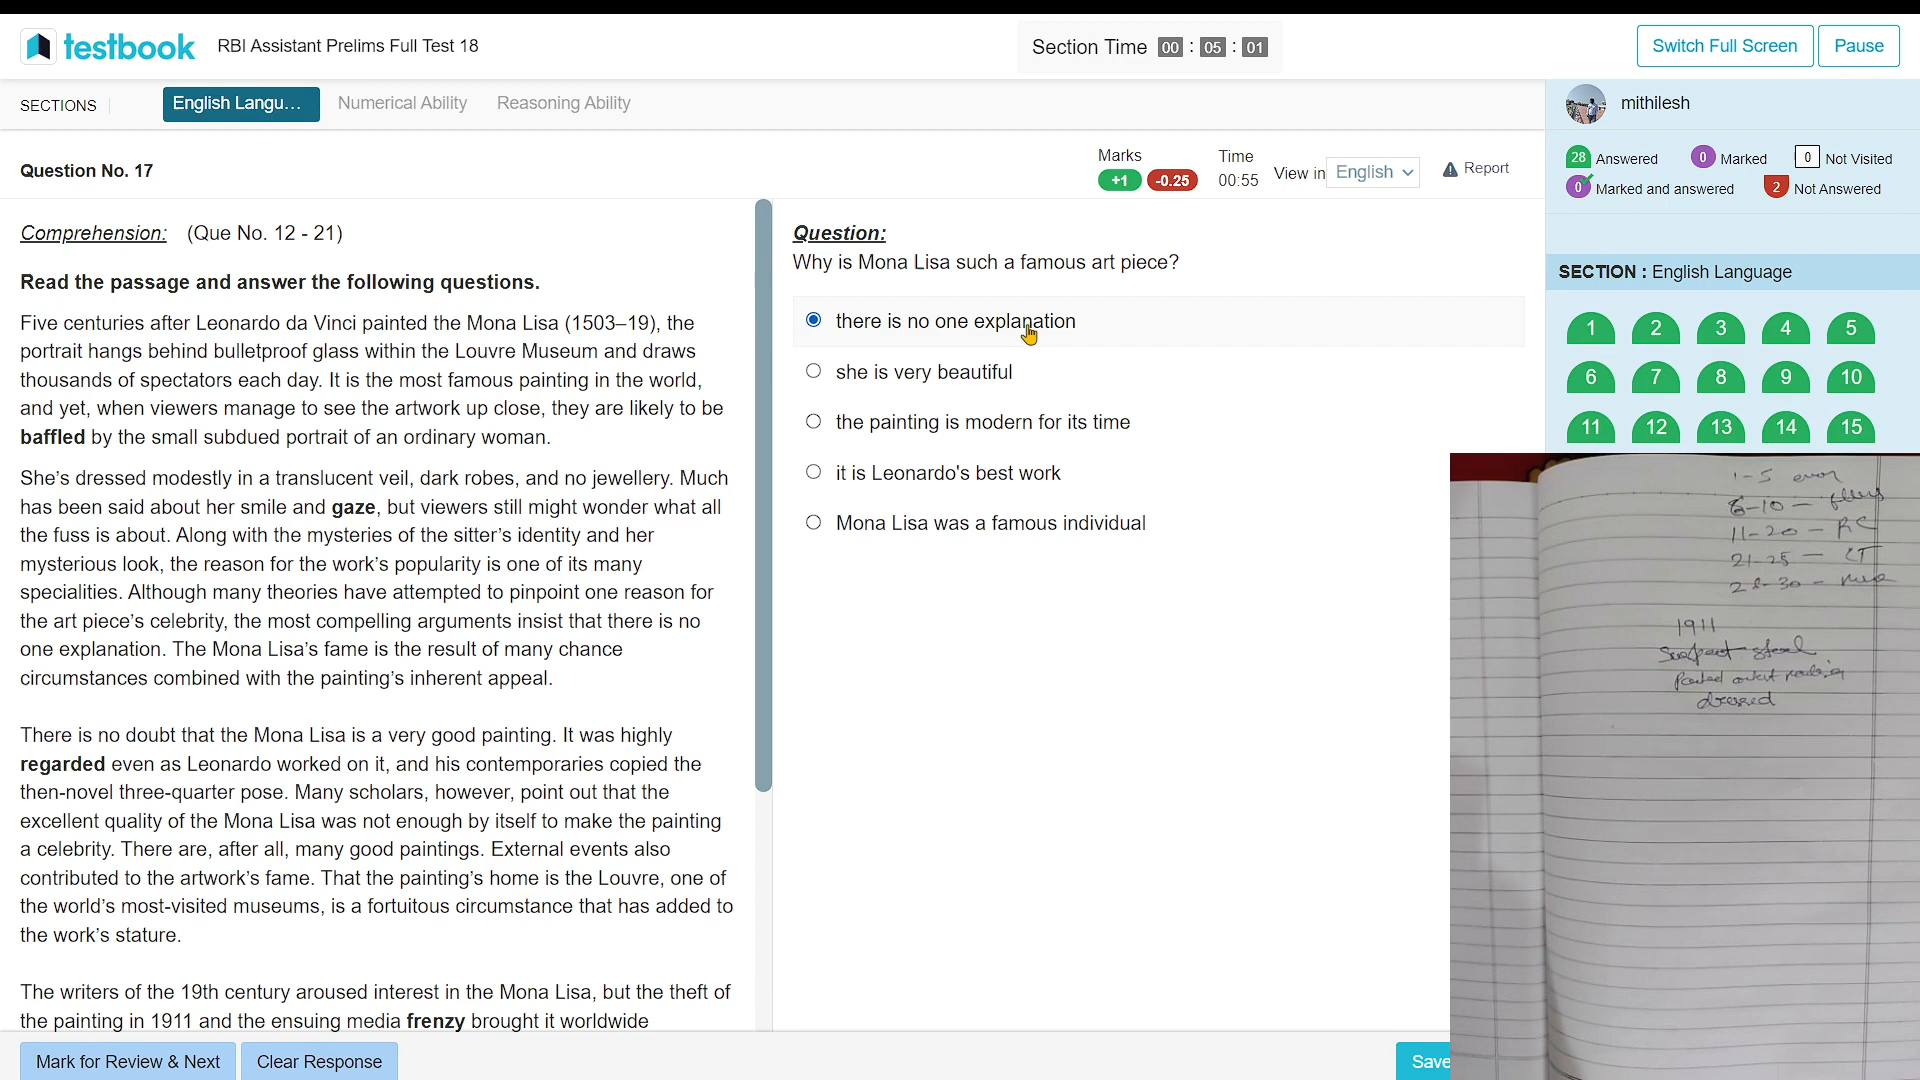 testbook
RBI Assistant Prelims Full Test 18
Section Time 00 : 05 : 01
Switch Full Screen
Pause
SECTIONS
English Langu...
Numerical Ability
Reasoning Ability
mithilesh
Question No. 17
Marks
+1 -0.25
Time
00:55
View in English
Report
28 Answered
0 Marked
0 Not Visited
0 Marked and answered
2 Not Answered
Comprehension: (Que No. 12 - 21)
Read the passage and answer the following questions.
Five centuries after Leonardo da Vinci painted the Mona Lisa (1503–19), the
portrait hangs behind bulletproof glass within the Louvre Museum and draws
thousands of spectators each day. It is the most famous painting in the world,
and yet, when viewers manage to see the artwork up close, they are likely to be
baffled by the small subdued portrait of an ordinary woman.
She's dressed modestly in a translucent veil, dark robes, and no jewellery. Much
has been said about her smile and gaze, but viewers still might wonder what all
the fuss is about. Along with the mysteries of the sitter's identity and her
mysterious look, the reason for the work's popularity is one of its many
specialities. Although many theories have attempted to pinpoint one reason for
the art piece's celebrity, the most compelling arguments insist that there is no
one explanation. The Mona Lisa's fame is the result of many chance
circumstances combined with the painting's inherent appeal.
There is no doubt that the Mona Lisa is a very good painting. It was highly
regarded even as Leonardo worked on it, and his contemporaries copied the
then-novel three-quarter pose. Many scholars, however, point out that the
excellent quality of the Mona Lisa was not enough by itself to make the painting
a celebrity. There are, after all, many good paintings. External events also
contributed to the artwork's fame. That the painting's home is the Louvre, one of
the world's most-visited museums, is a fortuitous circumstance that has added to
the work's stature.
The writers of the 19th century aroused interest in the Mona Lisa, but the theft of
the painting in 1911 and the ensuing media frenzy brought it worldwide
Question:
Why is Mona Lisa such a famous art piece?
there is no one explanation
she is very beautiful
the painting is modern for its time
it is Leonardo's best work
Mona Lisa was a famous individual
SECTION : English Language
1 2 3 4 5
6 7 8 9 10
11 12 13 14 15
1-5
6-10 -
11-20 - RC
21-25 - CT
30 -
1911
dressed
Mark for Review & Next
Clear Response
Save